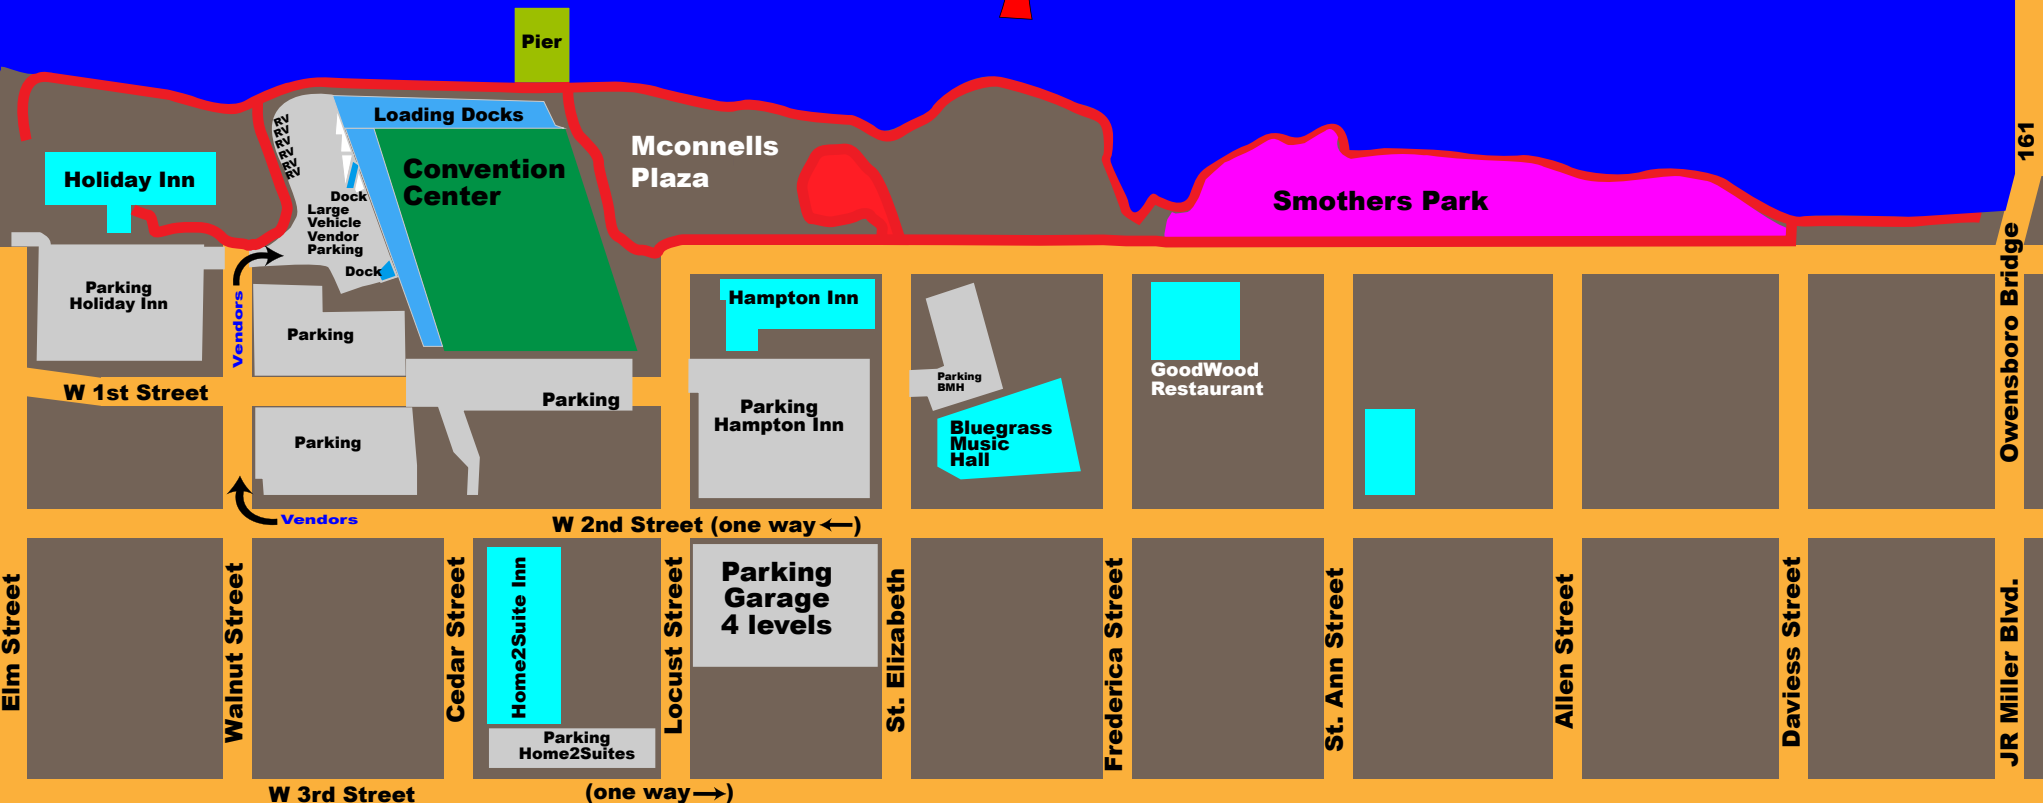 Pier
Loading Docks
RV
RV
RV
RV
RV
RV
Convention
Center
Mconnells
Plaza
Holiday Inn
Dock
Large
Vehicle
Vendor
Parking
Dock
Smothers Park
161
Owensboro Bridge
Parking
Holiday Inn
Vendors
Parking
Hampton Inn
GoodWood
Restaurant
Parking
BMH
W 1st Street
Parking
Parking
Hampton Inn
Bluegrass
Music
Hall
Parking
Vendors
W 2nd Street (one way ←)
Elm Street
Walnut Street
Cedar Street
Home2Suite Inn
Locust Street
Parking
Garage
4 levels
St. Elizabeth
Frederica Street
St. Ann Street
Allen Street
Daviess Street
JR Miller Blvd.
Parking
Home2Suites
W 3rd Street
(one way →)